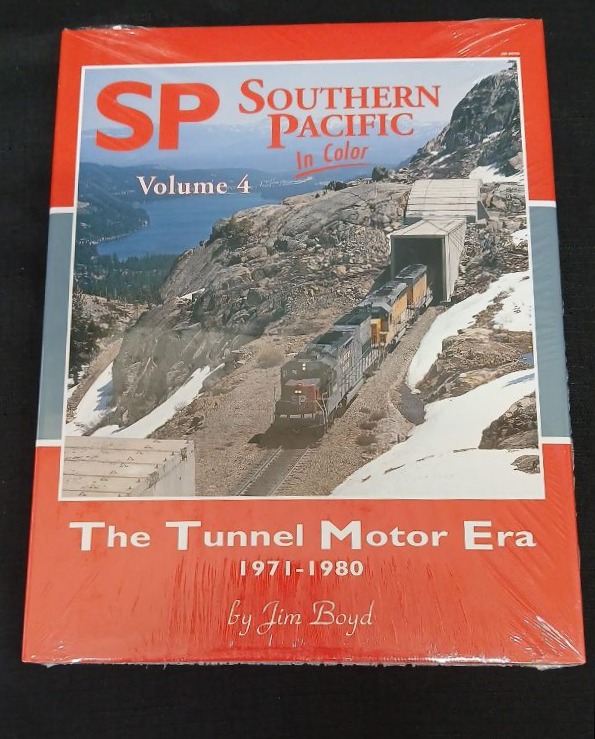 SP
SOUTHERN
PACIFIC
In Color
Volume 4
The Tunnel Motor Era
1971-1980
by Jim Boyd